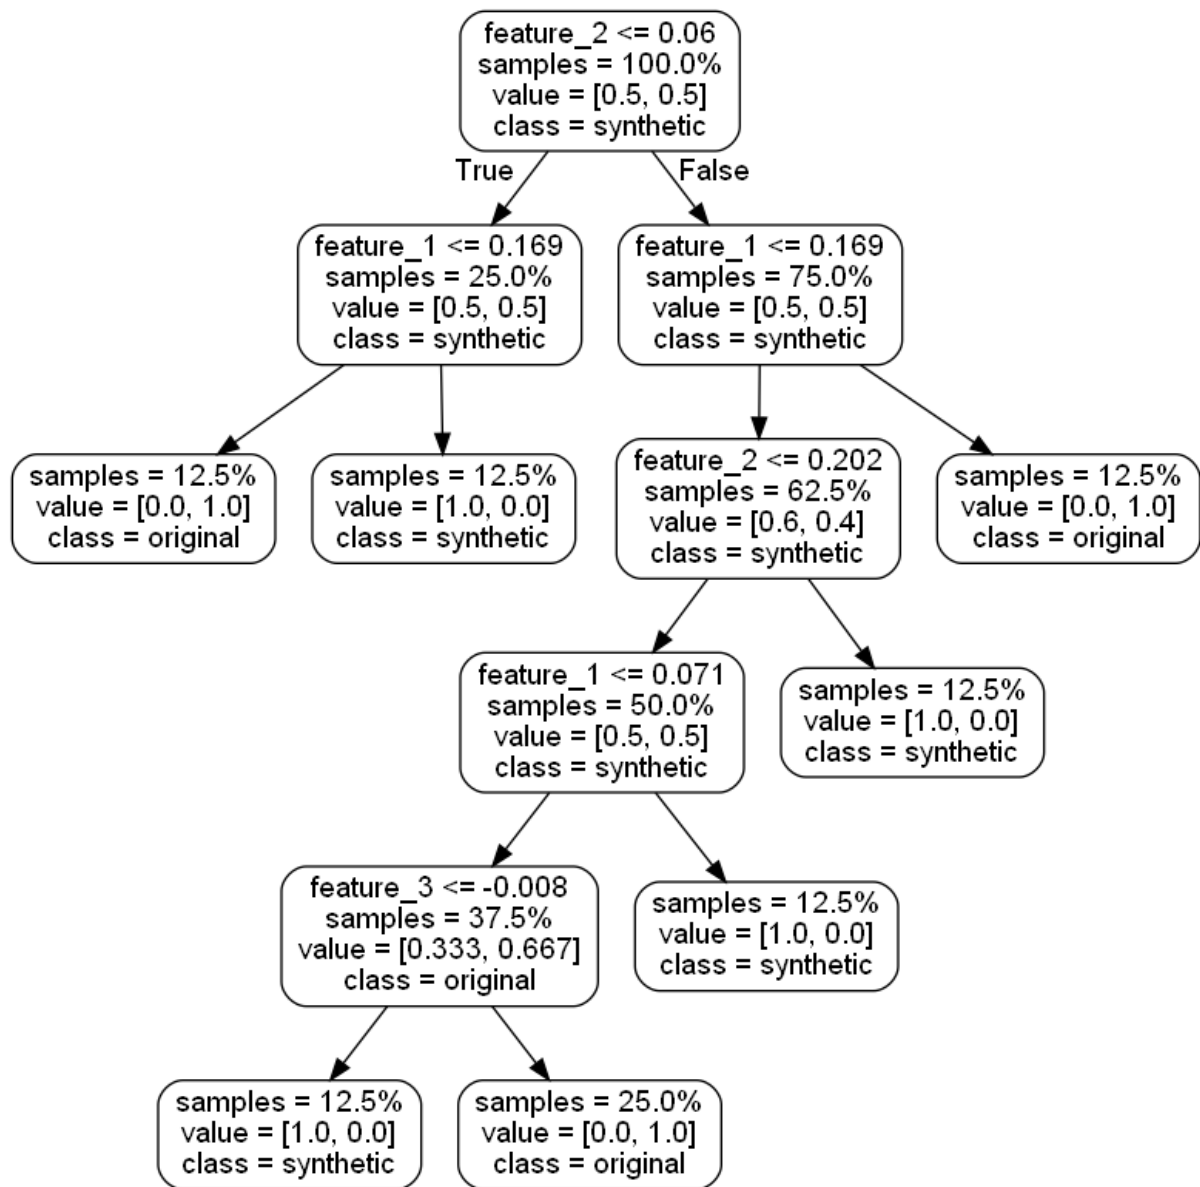 feature_2 <= 0.06
samples = 100.0%
value = [0.5, 0.5]
class = synthetic
True
False
feature_1 <= 0.169
samples = 25.0%
value = [0.5, 0.5]
class = synthetic
feature_1 <= 0.169
samples = 75.0%
value = [0.5, 0.5]
class = synthetic
samples = 12.5%
value = [0.0, 1.0]
class = original
samples = 12.5%
value = [1.0, 0.0]
class = synthetic
feature_2 <= 0.202
samples = 62.5%
value = [0.6, 0.4]
class = synthetic
samples = 12.5%
value = [0.0, 1.0]
class = original
feature_1 <= 0.071
samples = 50.0%
value = [0.5, 0.5]
class = synthetic
samples = 12.5%
value = [1.0, 0.0]
class = synthetic
feature_3 <= -0.008
samples = 37.5%
value = [0.333, 0.667]
class = original
samples = 12.5%
value = [1.0, 0.0]
class = synthetic
samples = 12.5%
value = [1.0, 0.0]
class = synthetic
samples = 25.0%
value = [0.0, 1.0]
class = original